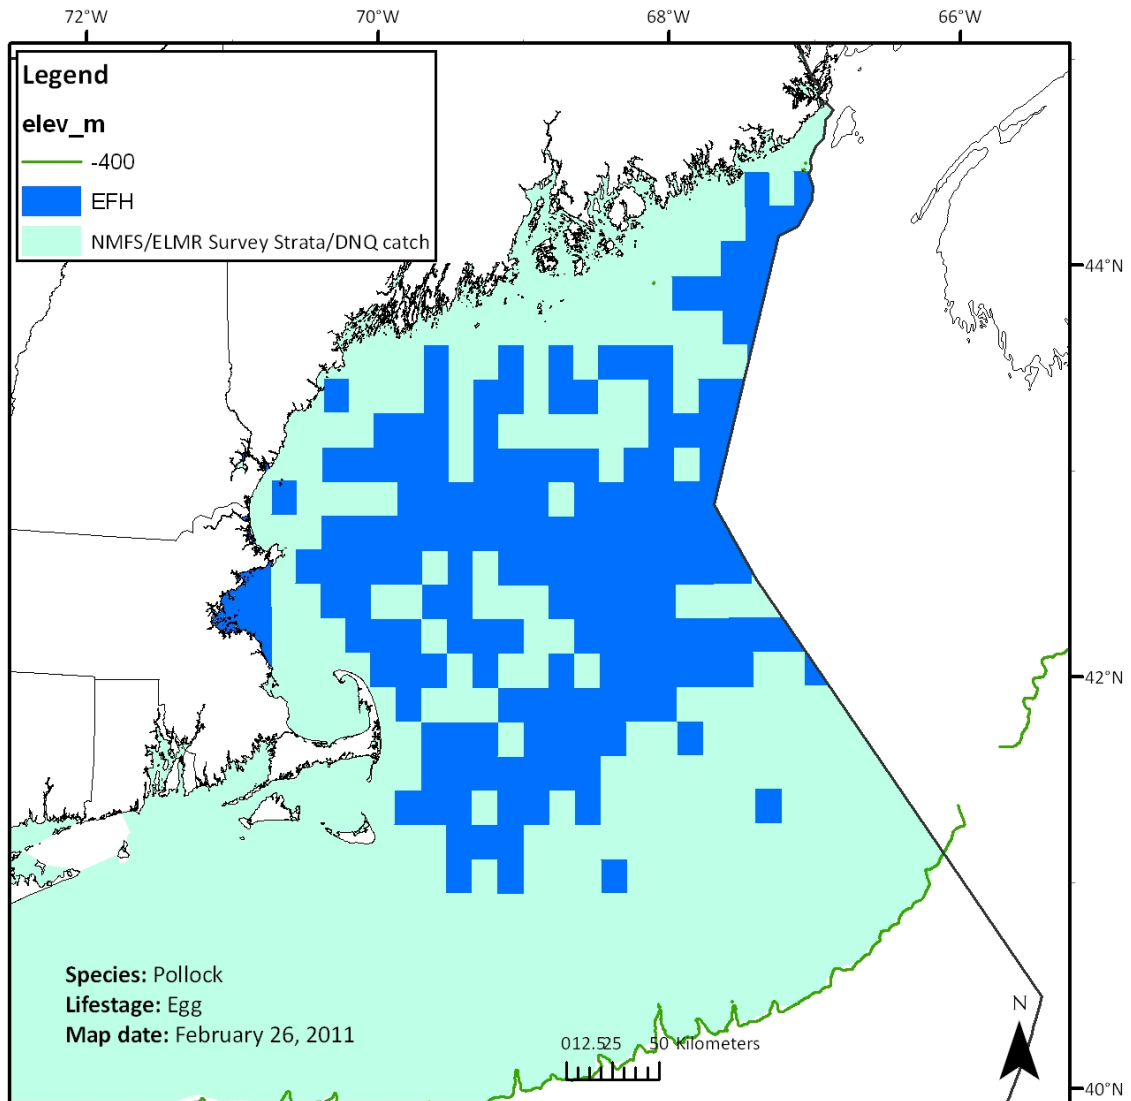 72°W 70°W 68°W 66°W
Legend
elev_m
-400
EFH
NMFS/ELMR Survey Strata/DNQ catch
44°N
42°N
Species: Pollock
Lifestage: Egg
Map date: February 26, 2011
N
012.525 50 Kilometers
40°N